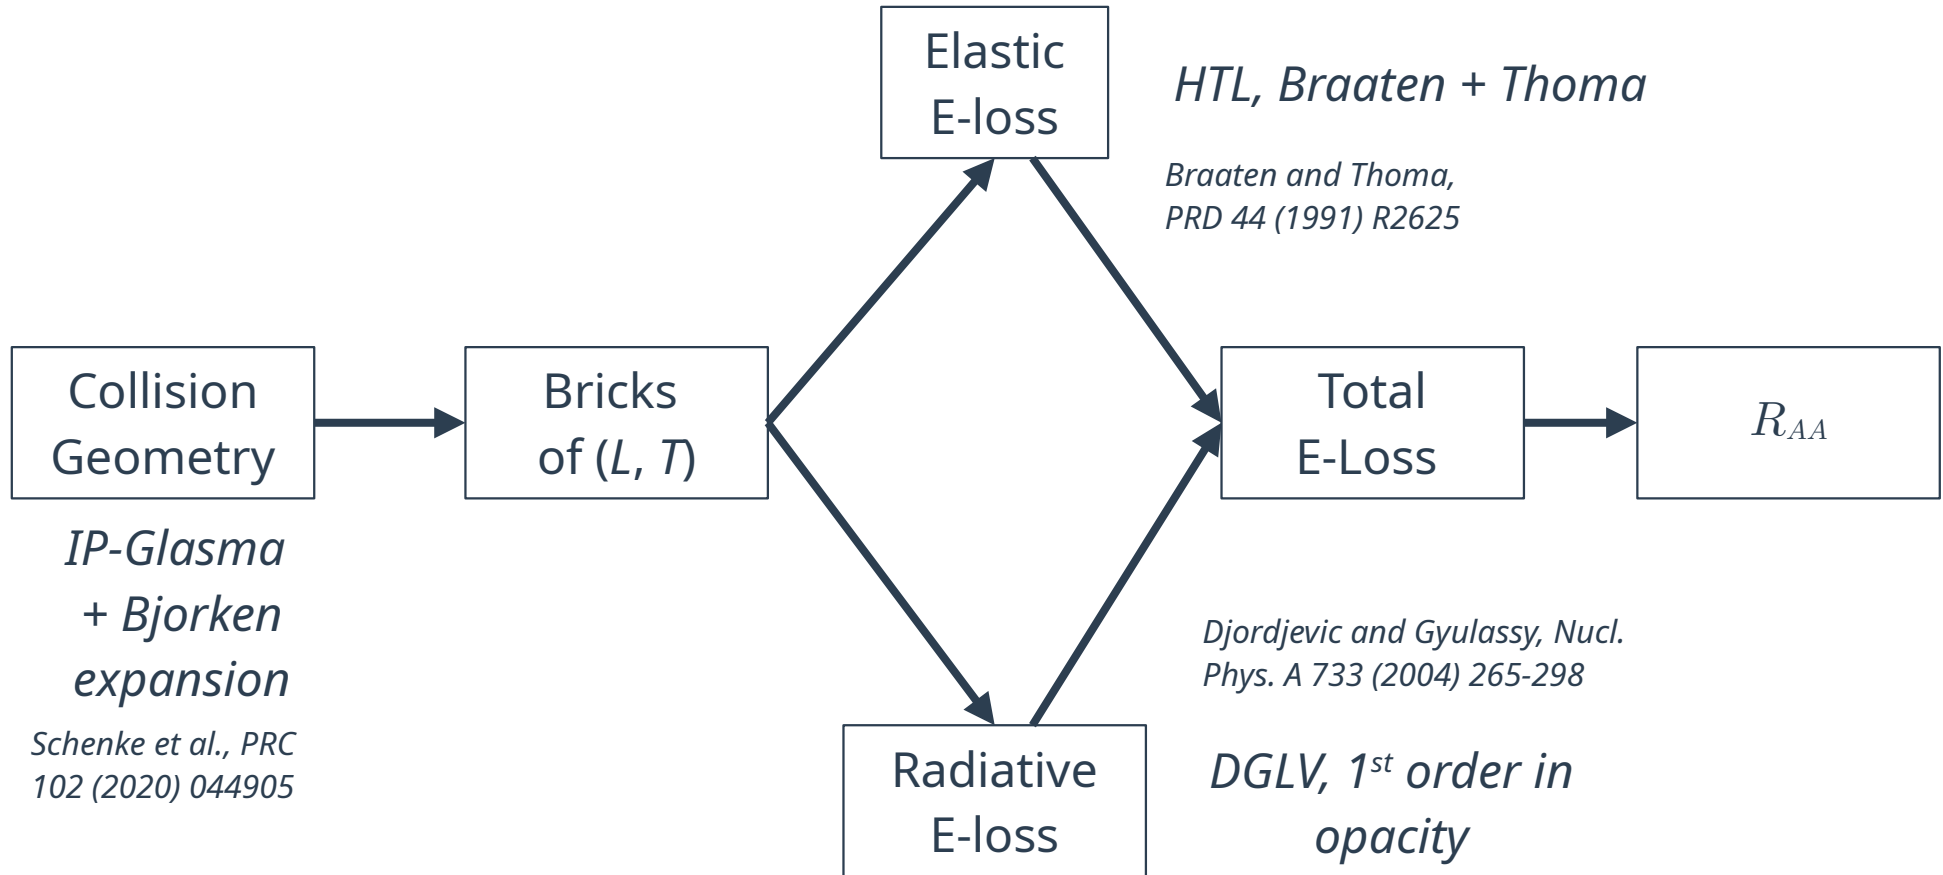 Elastic
E-loss
HTL, Braaten + Thoma
Braaten and Thoma,
PRD 44 (1991) R2625
Collision
Geometry
Bricks
of (L, T)
Total
E-Loss
R_AA
IP-Glasma
+ Bjorken
expansion
Schenke et al., PRC
102 (2020) 044905
Djordjevic and Gyulassy, Nucl.
Phys. A 733 (2004) 265-298
Radiative
E-loss
DGLV, 1st order in
opacity